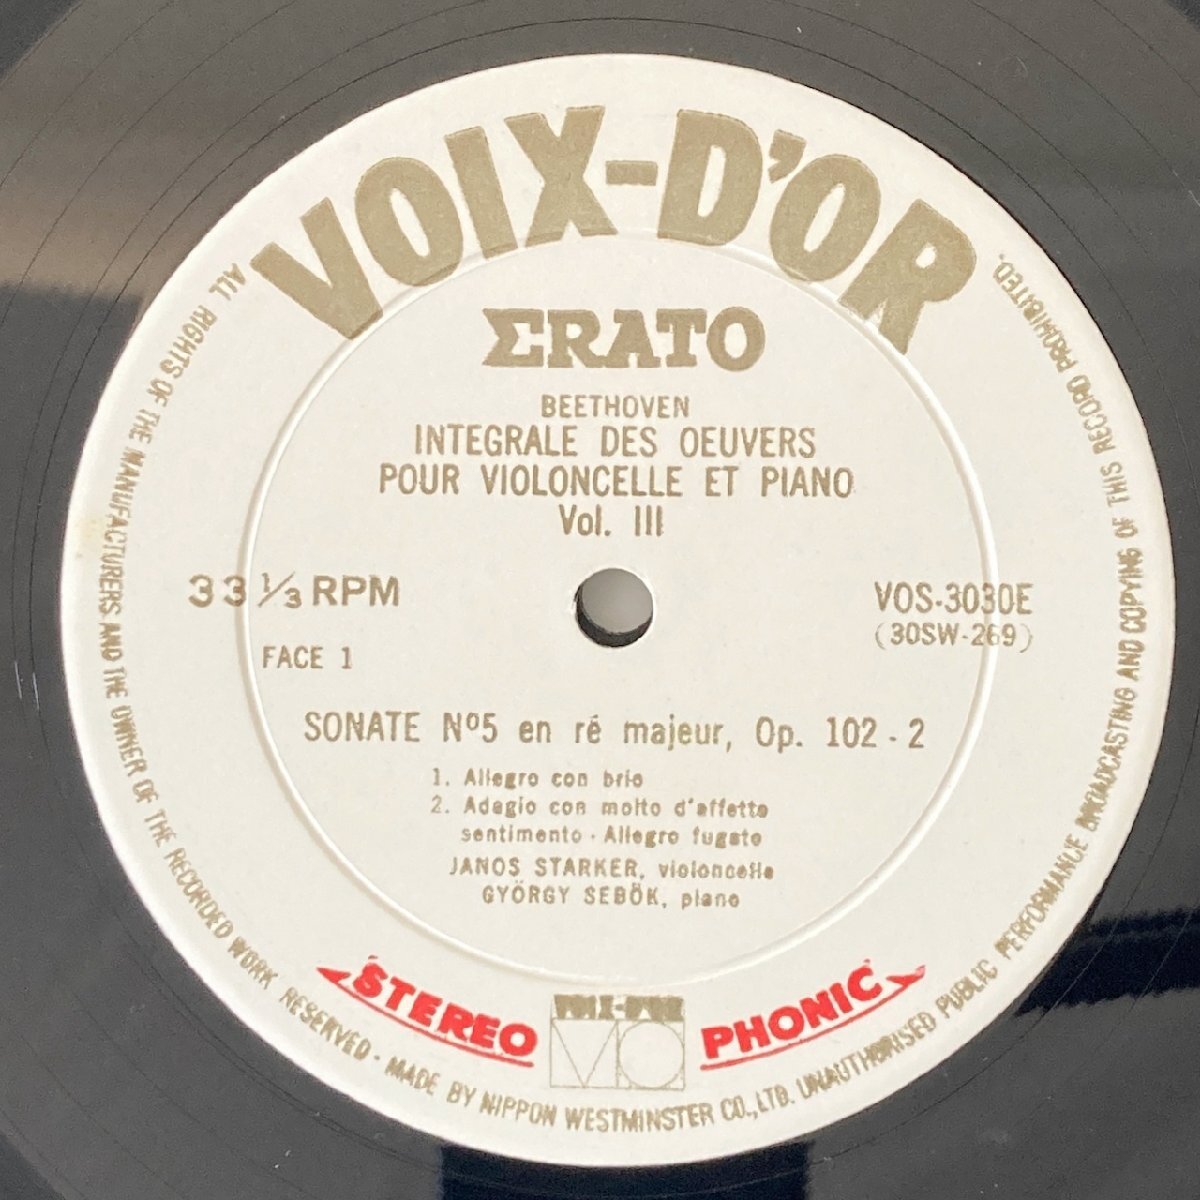 VOIX-D'OR
ΣRATO
BEETHOVEN
INTEGRALE DES OEUVERS
POUR VIOLONCELLE ET PIANO
Vol. III
33 1/3 RPM
VOS-3030E
(30SW-269)
FACE 1
SONATE Nº5 en ré majeur, Op. 102-2
1. Allegro con brio
2. Adagio con molto d'affetto
sentimento - Allegro fugato
JANOS STARKER, violoncelle
GYÖRGY SEBÖK, piano
STEREO PHONIC
VOIX-D'OR
VO
ALL RIGHTS OF THE MANUFACTURERS AND THE OWNER OF THE RECORDED WORK RESERVED · MADE BY NIPPON WESTMINSTER CO., LTD. UNAUTHORISED PUBLIC PERFORMANCE BROADCASTING AND COPYING OF THIS RECORD PROHIBITED.